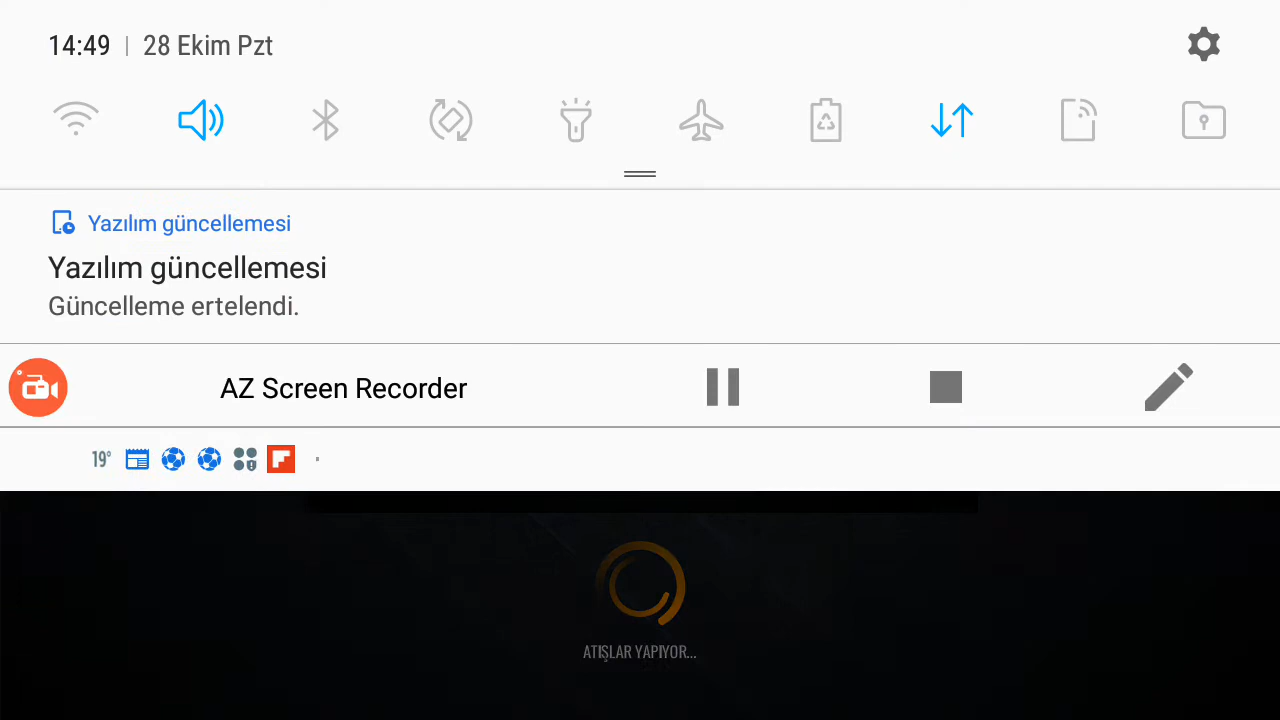 14:49 | 28 Ekim Pzt
Yazılım güncellemesi
Yazılım güncellemesi
Güncelleme ertelendi.
AZ Screen Recorder
19°
ATIŞLAR YAPIYOR...